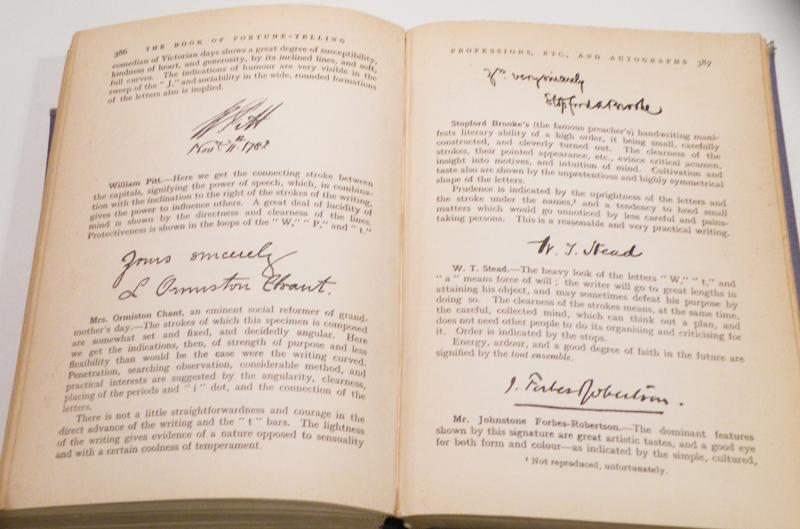 386 THE BOOK OF FORTUNE-TELLING
comedian of Victorian days shows a great degree of susceptibility,
kindness of heart, and generosity, by its inclined lines, and soft,
full curves. The indications of humour are very visible in the
sweep of the "J," and sociability in the wide, rounded formations
of the letters also is implied.
W Pitt
Nov 11 178
William Pitt.—Here we get the connecting stroke between
the capitals, signifying the power of speech, which, in combina-
tion with the inclination to the right of the strokes of the writing,
gives the power to influence others. A great deal of lucidity of
mind is shown by the directness and clearness of the lines.
Protectiveness is shown in the loops of the "W," "P," and "t."
Yours sincerely
L Ormiston Chant.
Mrs. Ormiston Chant, an eminent social reformer of grand-
mother's day.—The strokes of which this specimen is composed
are somewhat set and fixed, and decidedly angular. Here
we get the indications, then, of strength of purpose and less
flexibility than would be the case were the writing curved.
Penetration, searching observation, considerable method, and
practical interests are suggested by the angularity, clearness,
placing of the periods and "i" dot, and the connection of the
letters.
There is not a little straightforwardness and courage in the
direct advance of the writing and the "t" bars. The lightness
of the writing gives evidence of a nature opposed to sensuality
and with a certain coolness of temperament.
PROFESSIONS, ETC., AND AUTOGRAPHS 387
Yrs. very sincerely
Stopford A Brooke
Stopford Brooke's (the famous preacher's) handwriting mani-
fests literary ability of a high order, it being small, carefully
constructed, and cleverly turned out. The clearness of the
strokes, their pointed appearance, etc., evince critical acumen,
insight into motives, and intuition of mind. Cultivation and
taste also are shown by the unpretentious and highly symmetrical
shape of the letters.
Prudence is indicated by the uprightness of the letters and
the stroke under the names,¹ and a tendency to heed small
matters which would go unnoticed by less careful and pains-
taking persons. This is a reasonable and very practical writing.
W. T. Stead
W. T. Stead.—The heavy look of the letters "W," "t," and
"a" means force of will; the writer will go to great lengths in
attaining his object, and may sometimes defeat his purpose by
doing so. The clearness of the strokes means, at the same time,
the careful, collected mind, which can think out a plan, and
does not need other people to do its organising and criticising for
it. Order is indicated by the stops.
Energy, ardour, and a good degree of faith in the future are
signified by the tout ensemble.
J. Forbes Robertson.
Mr. Johnstone Forbes-Robertson.—The dominant features
shown by this signature are great artistic tastes, and a good eye
for both form and colour—as indicated by the simple, cultured,
¹ Not reproduced, unfortunately.